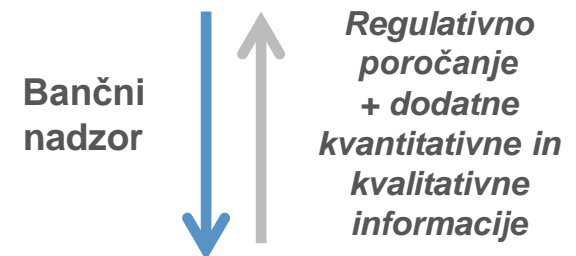 Bančni
nadzor
Regulativno
poročanje
+ dodatne
kvantitativne in
kvalitativne
informacije